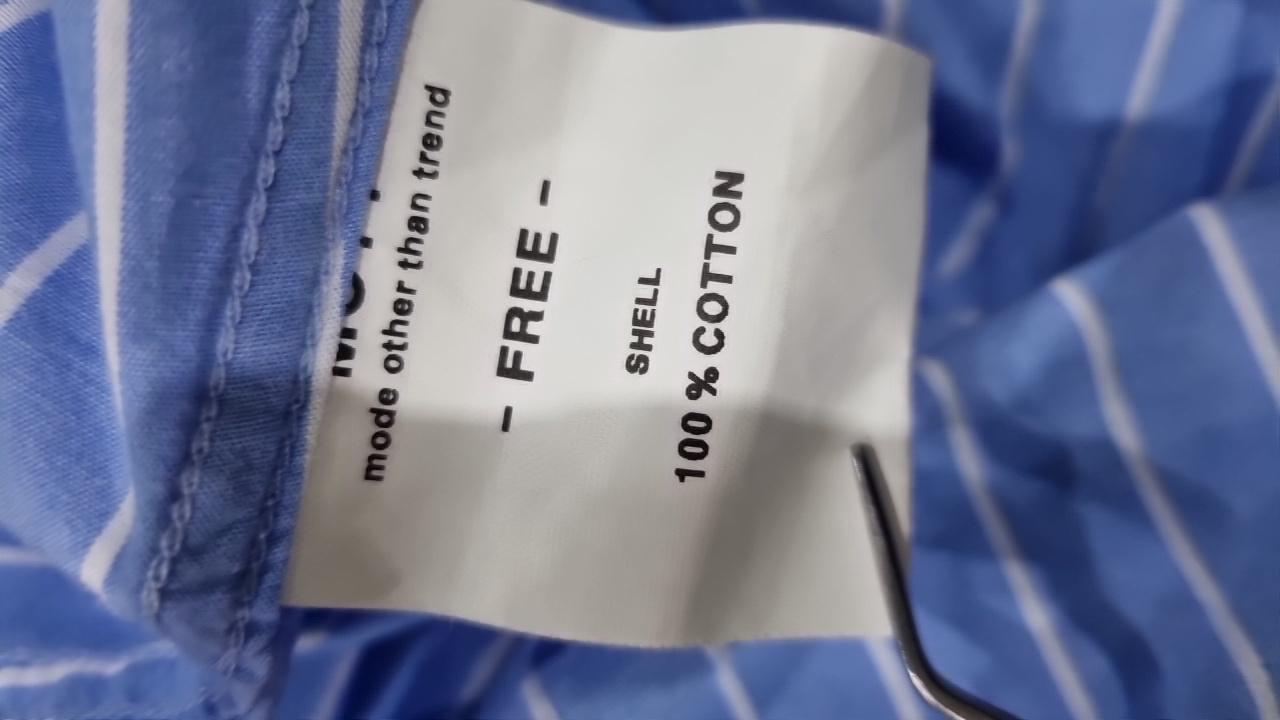 mode other than trend
– FREE –
SHELL
100 % COTTON